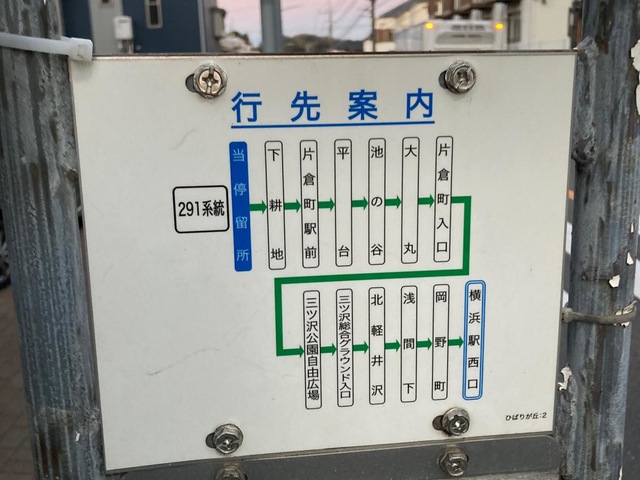 行先案内
291系統
当停留所
下耕地
片倉町駅前
平台
池の谷
大丸
片倉町入口
三ツ沢公園自由広場
三ツ沢総合グラウンド入口
北軽井沢
浅間下
岡野町
横浜駅西口
ひばりが丘:2